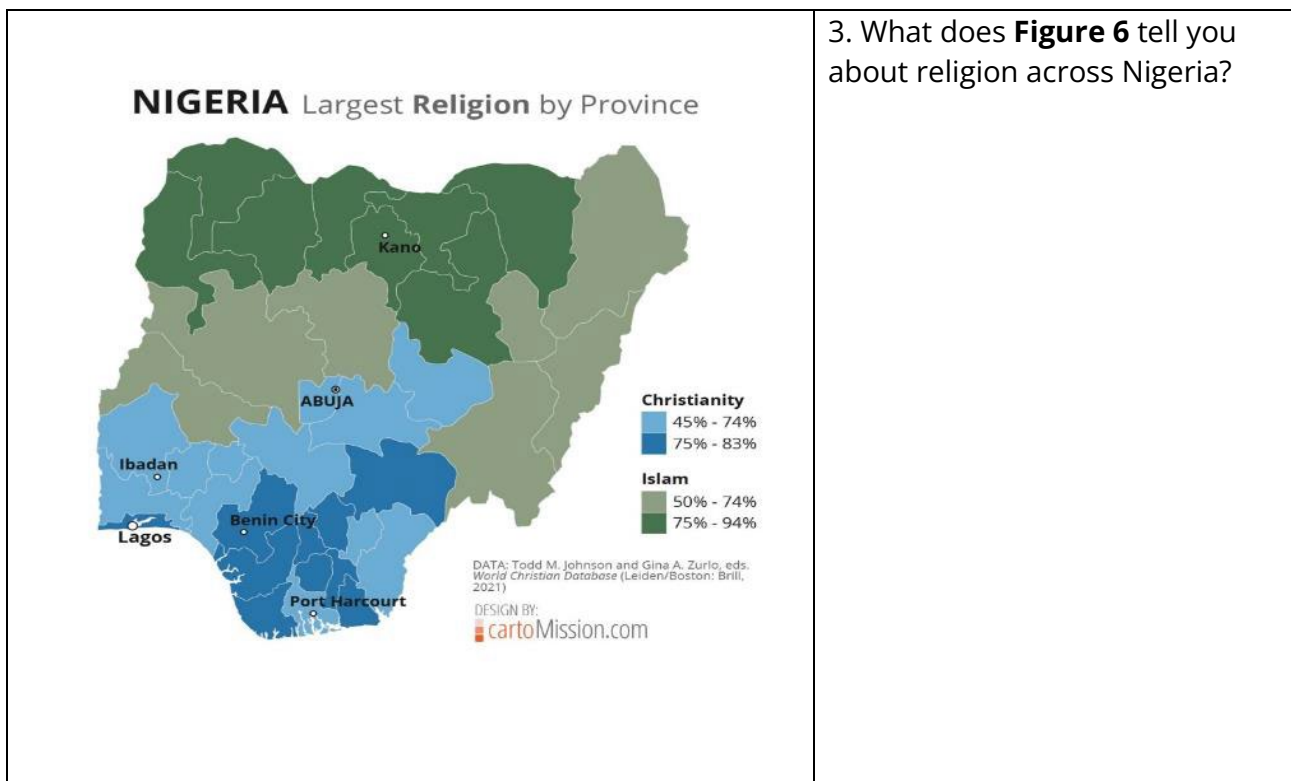 3. What does Figure 6 tell you
about religion across Nigeria?
NIGERIA Largest Religion by Province
Kano
ABUJA
Ibadan
Benin City
Lagos
Port Harcourt
Christianity
45% - 74%
75% - 83%
Islam
50% - 74%
75% - 94%
DATA: Todd M. Johnson and Gina A. Zurlo, eds.
World Christian Database (Leiden/Boston: Brill,
2021)
DESIGN BY:
cartoMission.com